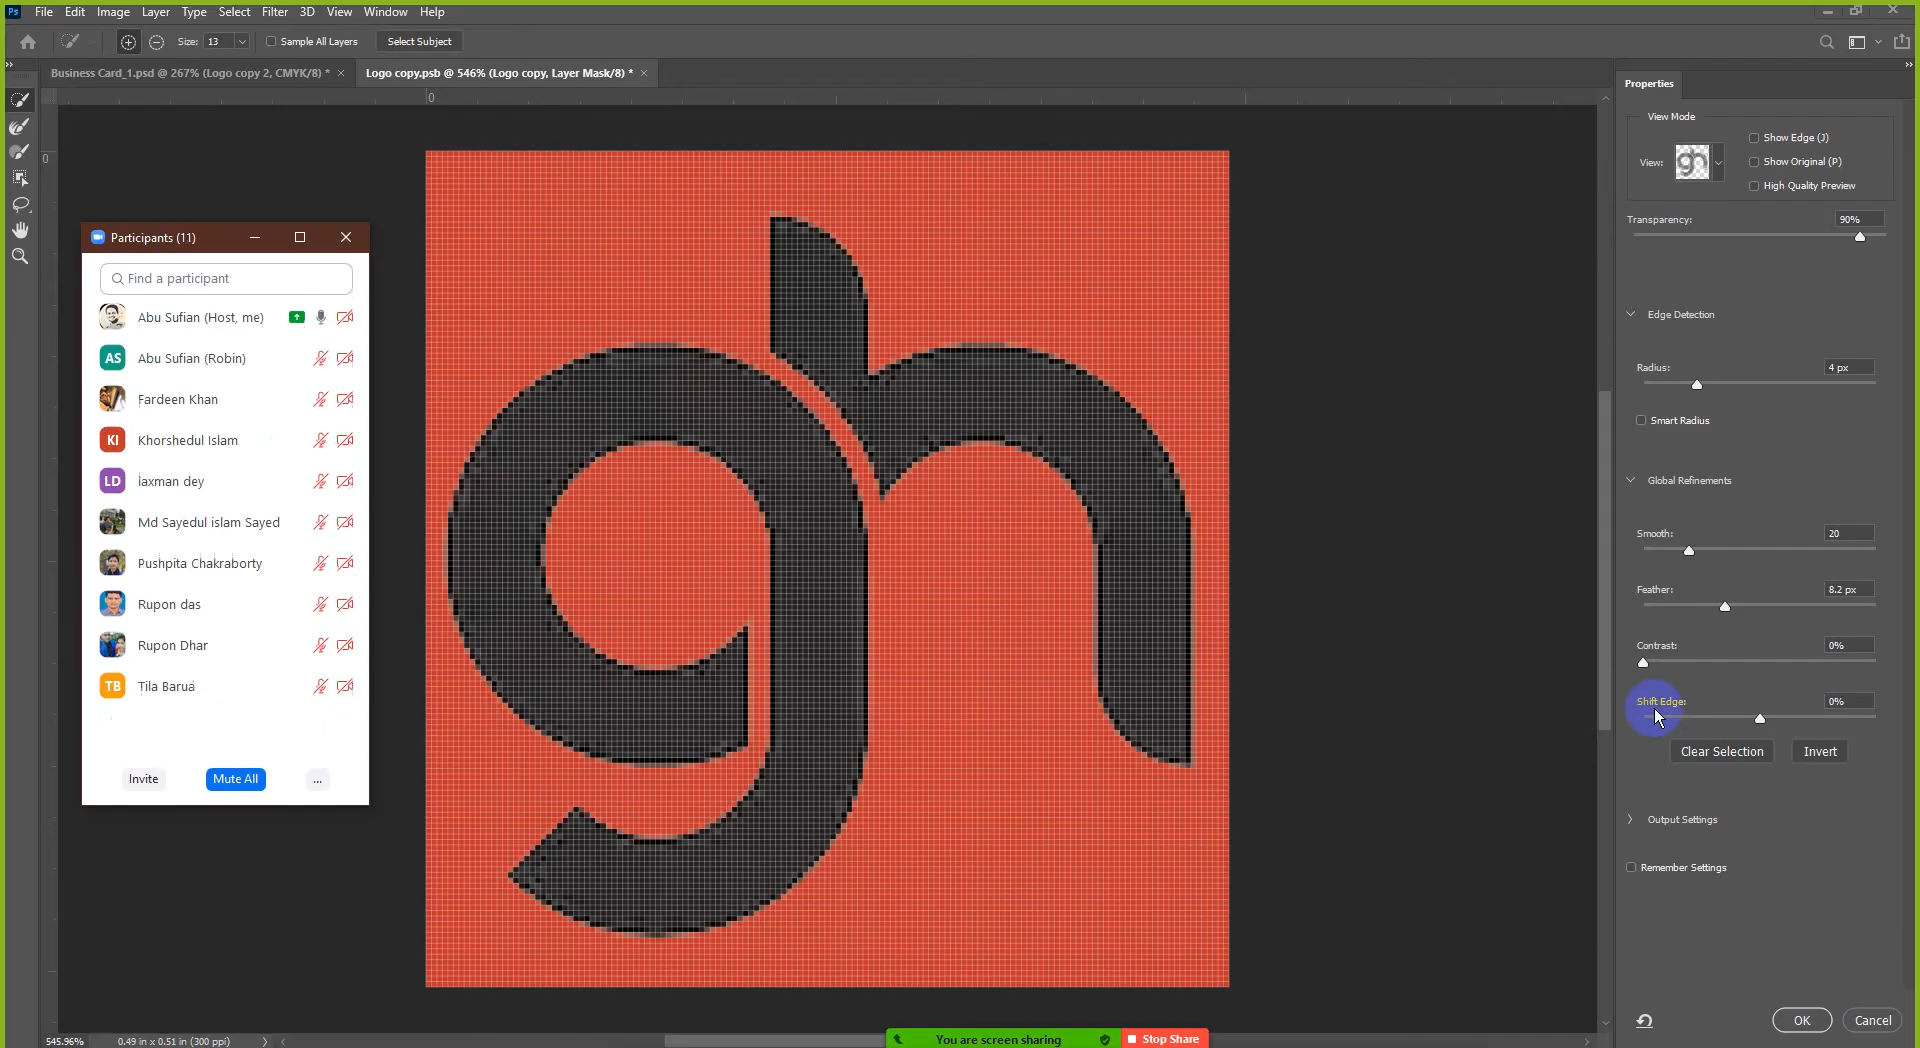 Ps File Edit Image Layer Type Select Filter 3D View Window Help
Size: 13 Sample All Layers Select Subject
Business Card_1.psd @ 267% (Logo copy 2, CMYK/8) * × Logo copy.psb @ 546% (Logo copy, Layer Mask/8) * ×
0
0
Participants (11)
Find a participant
Abu Sufian (Host, me)
AS Abu Sufian (Robin)
Fardeen Khan
KI Khorshedul Islam
LD laxman dey
Md Sayedul islam Sayed
Pushpita Chakraborty
Rupon das
Rupon Dhar
TB Tila Barua
Invite Mute All ...
gn
Properties
View Mode
View: gn
Show Edge (J)
Show Original (P)
High Quality Preview
Transparency: 90%
Edge Detection
Radius: 4 px
Smart Radius
Global Refinements
Smooth: 20
Feather: 8.2 px
Contrast: 0%
Shift Edge: 0%
Clear Selection Invert
Output Settings
Remember Settings
OK Cancel
545.96% 0.49 in x 0.51 in (300 ppi)
You are screen sharing Stop Share